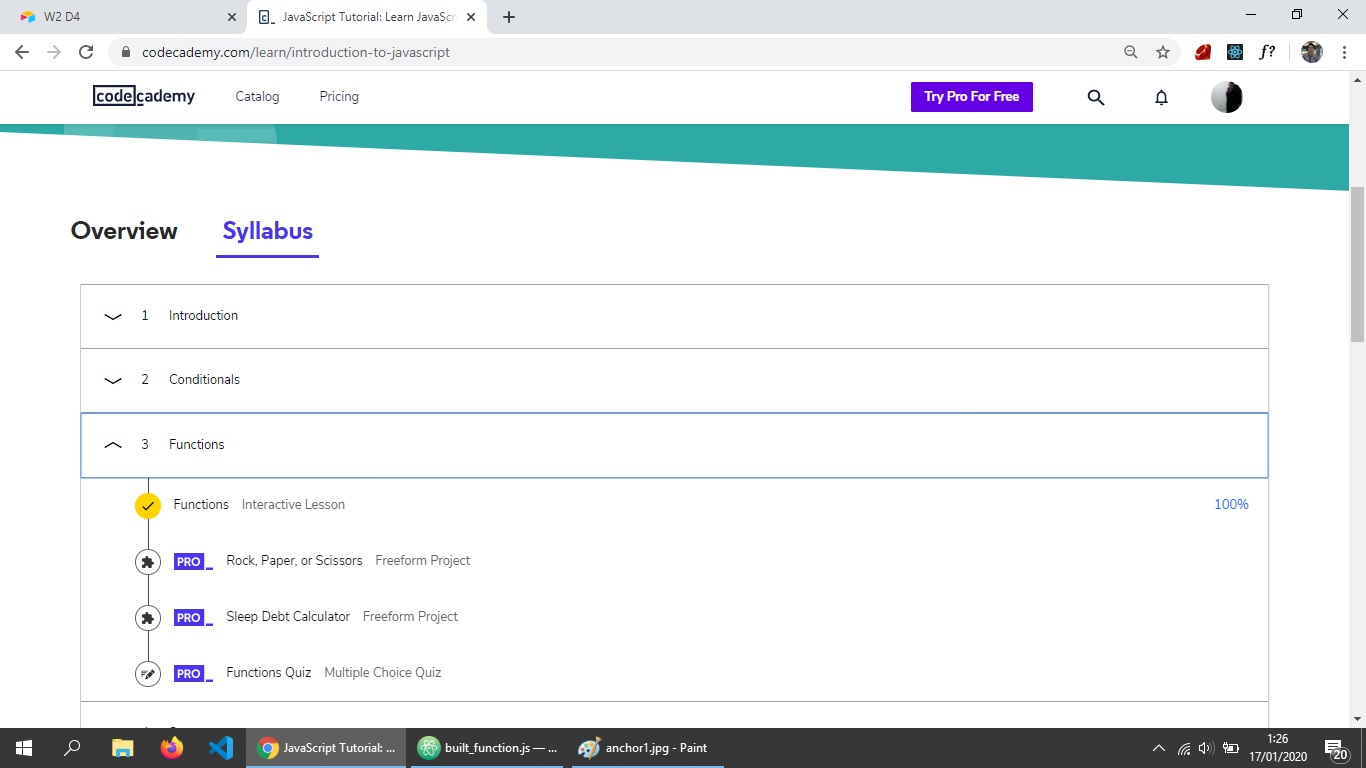 W2 D4
JavaScript Tutorial: Learn JavaScr
codecademy.com/learn/introduction-to-javascript
f?
codecademy
Catalog
Pricing
Try Pro For Free
Overview
Syllabus
1 Introduction
2 Conditionals
3 Functions
Functions Interactive Lesson 100%
PRO Rock, Paper, or Scissors Freeform Project
PRO Sleep Debt Calculator Freeform Project
PRO Functions Quiz Multiple Choice Quiz
JavaScript Tutorial: ...
built_function.js — ...
anchor1.jpg - Paint
1:26
17/01/2020
20